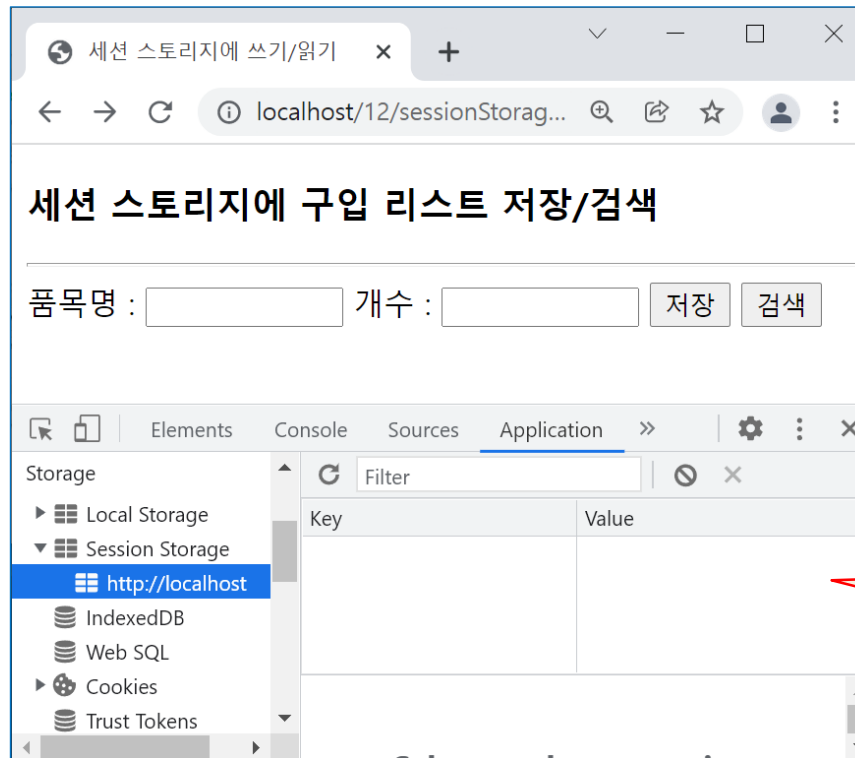 세션 스토리지에 쓰기/읽기
localhost/12/sessionStorag...
세션 스토리지에 구입 리스트 저장/검색
품목명 : 개수 : 저장 검색
Elements Console Sources Application
Storage
Filter
Local Storage
Key Value
Session Storage
http://localhost
IndexedDB
Web SQL
Cookies
Trust Tokens